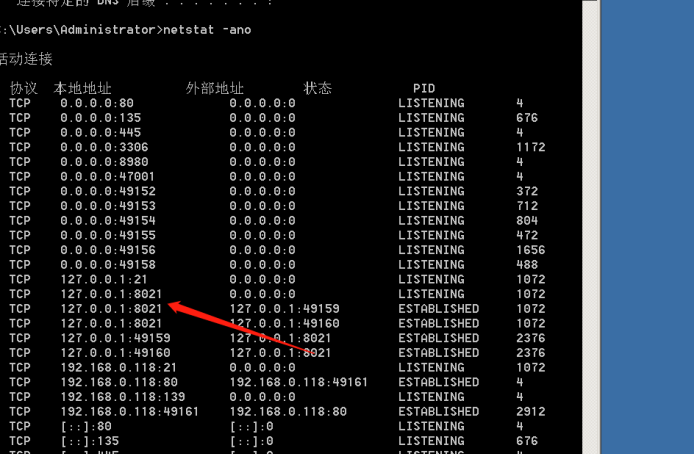 连接特定的 DNS 后缀 . . . . . . . :
:\Users\Administrator>netstat -ano
活动连接
协议 本地地址 外部地址 状态 PID
TCP 0.0.0.0:80 0.0.0.0:0 LISTENING 4
TCP 0.0.0.0:135 0.0.0.0:0 LISTENING 676
TCP 0.0.0.0:445 0.0.0.0:0 LISTENING 4
TCP 0.0.0.0:3306 0.0.0.0:0 LISTENING 1172
TCP 0.0.0.0:8980 0.0.0.0:0 LISTENING 4
TCP 0.0.0.0:47001 0.0.0.0:0 LISTENING 4
TCP 0.0.0.0:49152 0.0.0.0:0 LISTENING 372
TCP 0.0.0.0:49153 0.0.0.0:0 LISTENING 712
TCP 0.0.0.0:49154 0.0.0.0:0 LISTENING 804
TCP 0.0.0.0:49155 0.0.0.0:0 LISTENING 472
TCP 0.0.0.0:49156 0.0.0.0:0 LISTENING 1656
TCP 0.0.0.0:49158 0.0.0.0:0 LISTENING 488
TCP 127.0.0.1:21 0.0.0.0:0 LISTENING 1072
TCP 127.0.0.1:8021 0.0.0.0:0 LISTENING 1072
TCP 127.0.0.1:8021 127.0.0.1:49159 ESTABLISHED 1072
TCP 127.0.0.1:8021 127.0.0.1:49160 ESTABLISHED 1072
TCP 127.0.0.1:49159 127.0.0.1:8021 ESTABLISHED 2376
TCP 127.0.0.1:49160 127.0.0.1:8021 ESTABLISHED 2376
TCP 192.168.0.118:21 0.0.0.0:0 LISTENING 1072
TCP 192.168.0.118:80 192.168.0.118:49161 ESTABLISHED 4
TCP 192.168.0.118:139 0.0.0.0:0 LISTENING 4
TCP 192.168.0.118:49161 192.168.0.118:80 ESTABLISHED 2912
TCP [::]:80 [::]:0 LISTENING 4
TCP [::]:135 [::]:0 LISTENING 676
TCP [::]:445 [::]:0 LISTENING 4